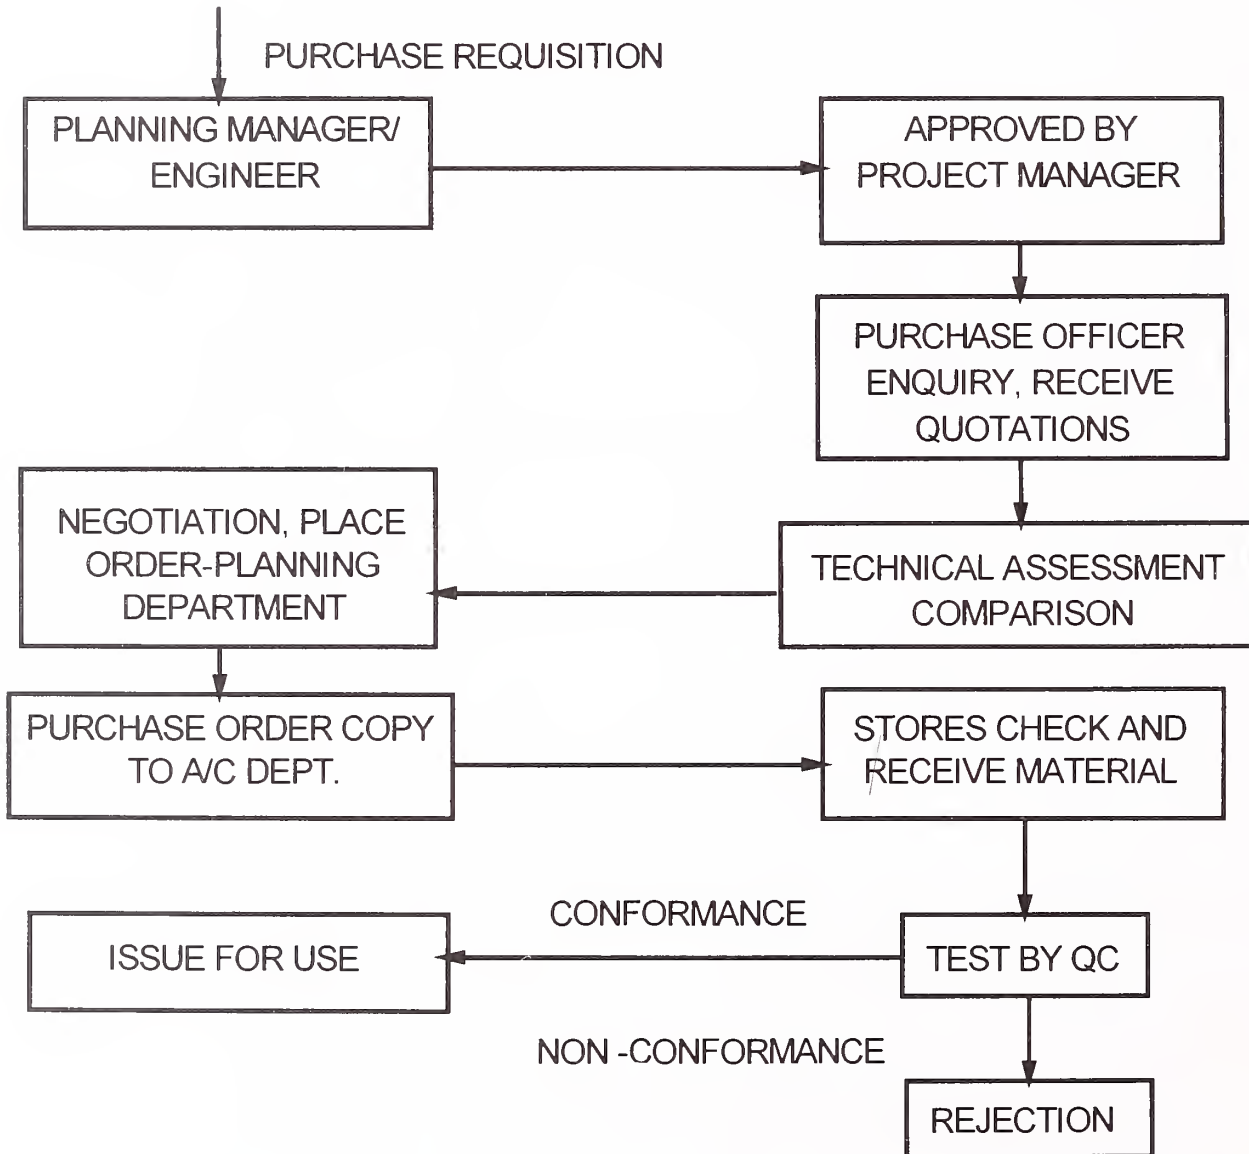 PURCHASE REQUISITION
PLANNING MANAGER/
ENGINEER
APPROVED BY
PROJECT MANAGER
PURCHASE OFFICER
ENQUIRY, RECEIVE
QUOTATIONS
TECHNICAL ASSESSMENT
COMPARISON
NEGOTIATION, PLACE
ORDER-PLANNING
DEPARTMENT
PURCHASE ORDER COPY
TO A/C DEPT.
STORES CHECK AND
RECEIVE MATERIAL
TEST BY QC
CONFORMANCE
ISSUE FOR USE
NON -CONFORMANCE
REJECTION